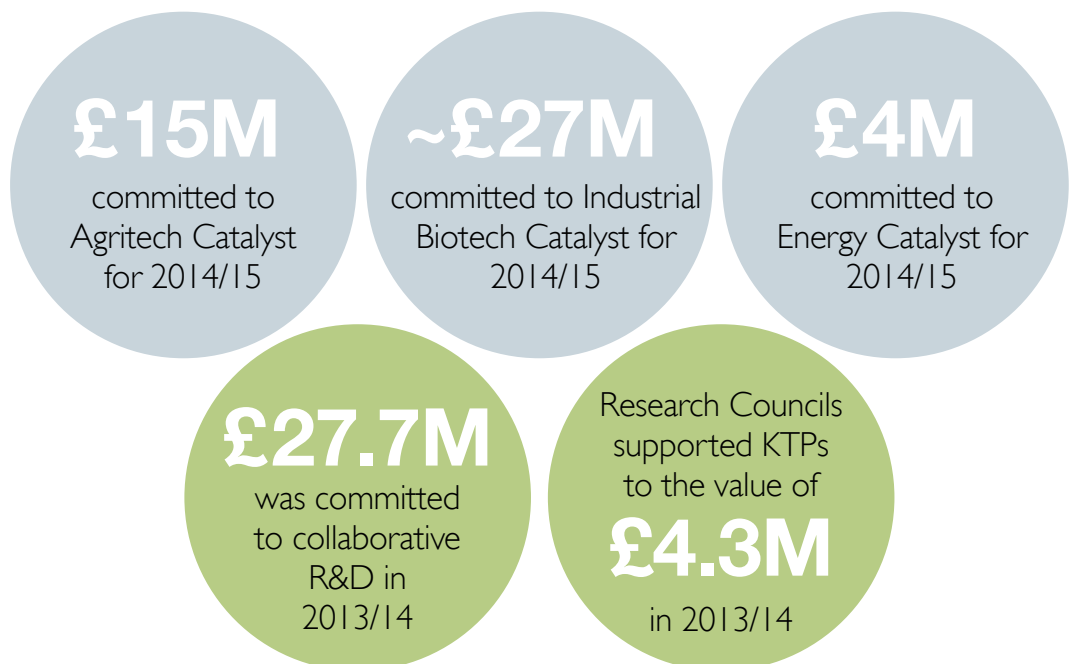 £15M
committed to
Agritech Catalyst
for 2014/15
~£27M
committed to Industrial
Biotech Catalyst for
2014/15
£4M
committed to
Energy Catalyst for
2014/15
£27.7M
was committed
to collaborative
R&D in
2013/14
Research Councils
supported KTPs
to the value of
£4.3M
in 2013/14